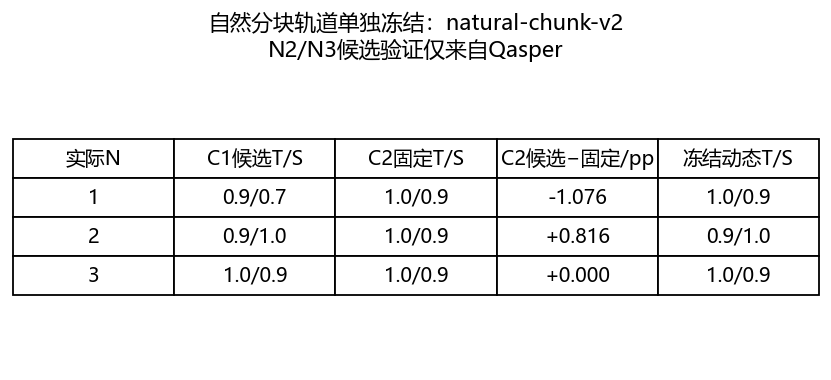 自然分块轨道单独冻结：natural-chunk-v2
N2/N3候选验证仅来自Qasper
实际N C1候选T/S C2固定T/S C2候选−固定/pp 冻结动态T/S
1 0.9/0.7 1.0/0.9 -1.076 1.0/0.9
2 0.9/1.0 1.0/0.9 +0.816 0.9/1.0
3 1.0/0.9 1.0/0.9 +0.000 1.0/0.9